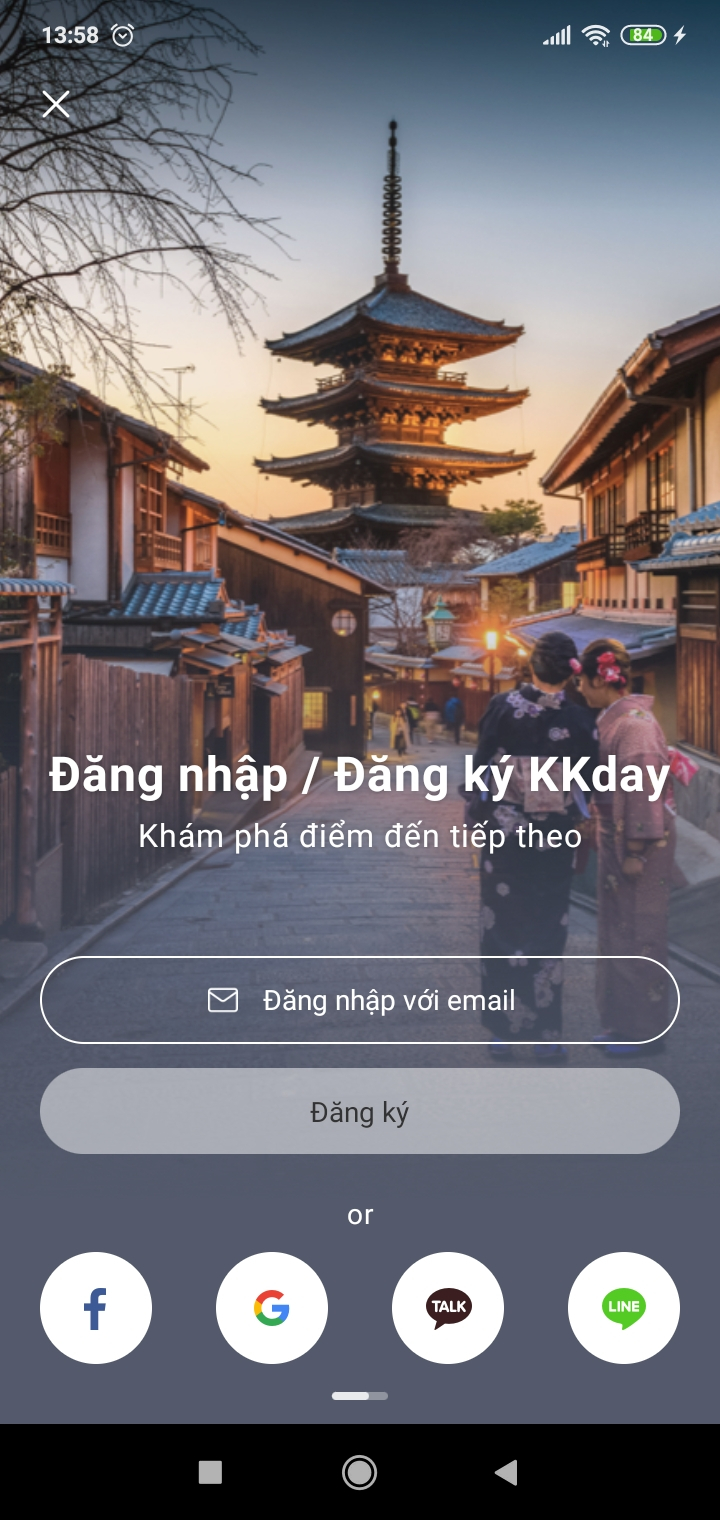 13:58
84
Đăng nhập / Đăng ký KKday
Khám phá điểm đến tiếp theo
Đăng nhập với email
Đăng ký
or
TALK
LINE